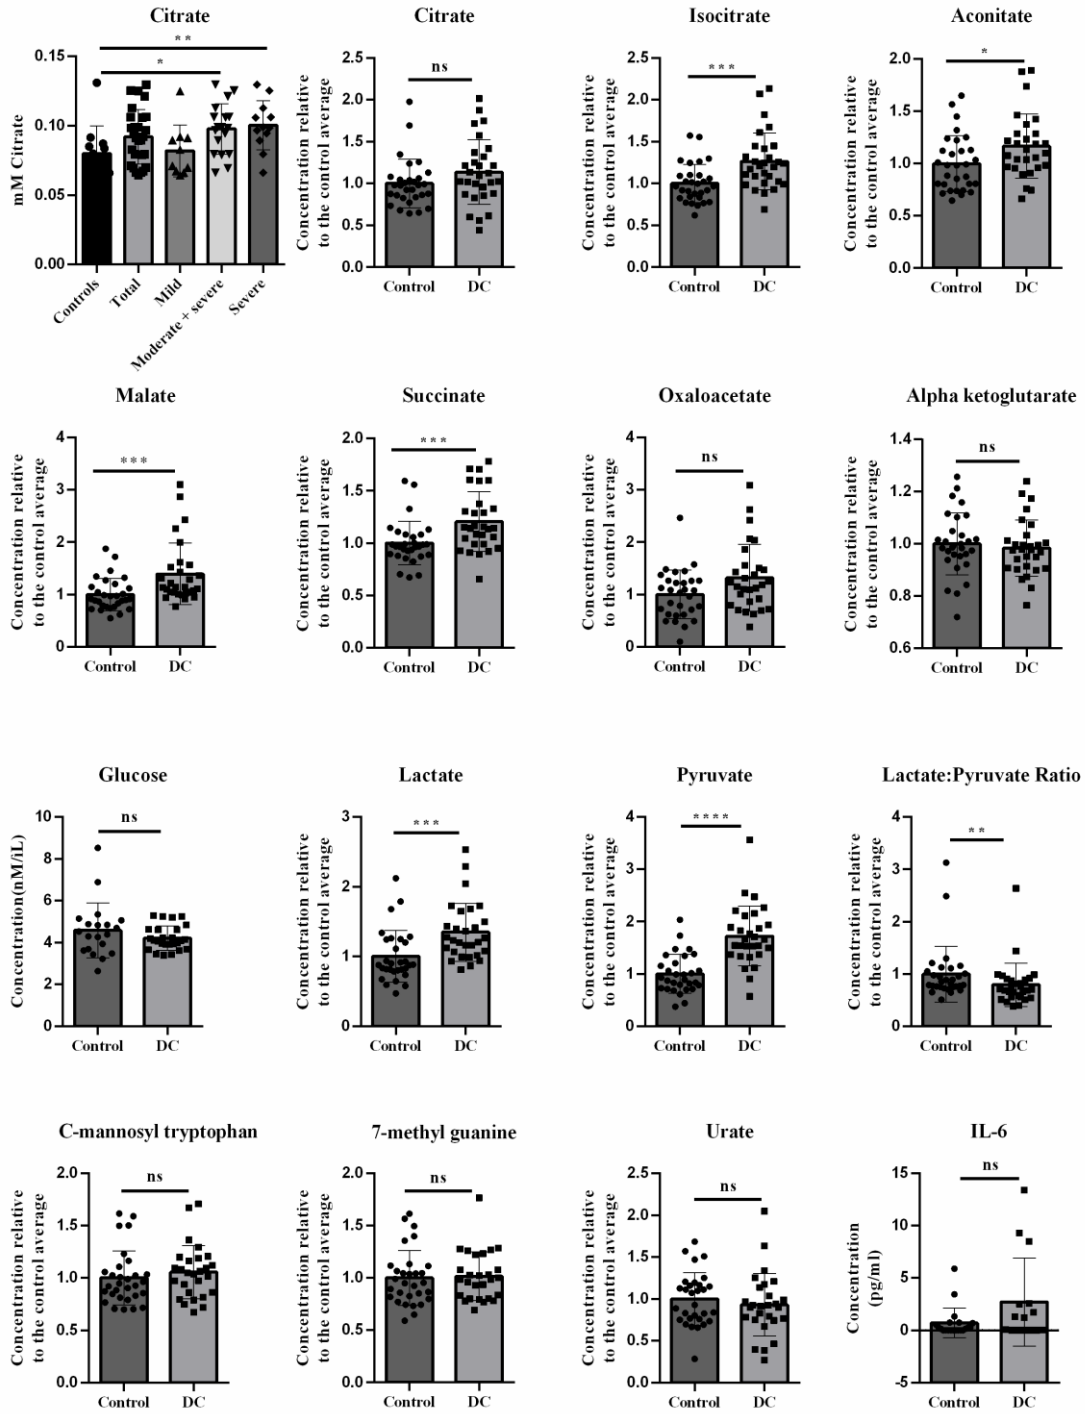 Citrate
**
*
0.15
0.10
0.05
0.00
mM Citrate
Controls
Total
Mild
Moderate + severe
Severe
Citrate
ns
2.5
2.0
1.5
1.0
0.5
0.0
Concentration relative
to the control average
Control DC
Isocitrate
***
2.5
2.0
1.5
1.0
0.5
0.0
Concentration relative
to the control average
Control DC
Aconitate
*
2.0
1.5
1.0
0.5
0.0
Concentration relative
to the control average
Control DC
Malate
***
4
3
2
1
0
Concentration relative
to the control average
Control DC
Succinate
***
2.0
1.5
1.0
0.5
0.0
Concentration relative
to the control average
Control DC
Oxaloacetate
ns
4
3
2
1
0
Concentration relative
to the control average
Control DC
Alpha ketoglutarate
ns
1.4
1.2
1.0
0.8
0.6
Concentration relative
to the control average
Control DC
Glucose
ns
10
8
6
4
2
0
Concentration(nM/iL)
Control DC
Lactate
***
3
2
1
0
Concentration relative
to the control average
Control DC
Pyruvate
****
4
3
2
1
0
Concentration relative
to the control average
Control DC
Lactate:Pyruvate Ratio
**
4
3
2
1
0
Concentration relative
to the control average
Control DC
C-mannosyl tryptophan
ns
2.0
1.5
1.0
0.5
0.0
Concentration relative
to the control average
Control DC
7-methyl guanine
ns
2.0
1.5
1.0
0.5
0.0
Concentration relative
to the control average
Control DC
Urate
ns
2.5
2.0
1.5
1.0
0.5
0.0
Concentration relative
to the control average
Control DC
IL-6
ns
15
10
5
0
-5
Concentration
(pg/ml)
Control DC